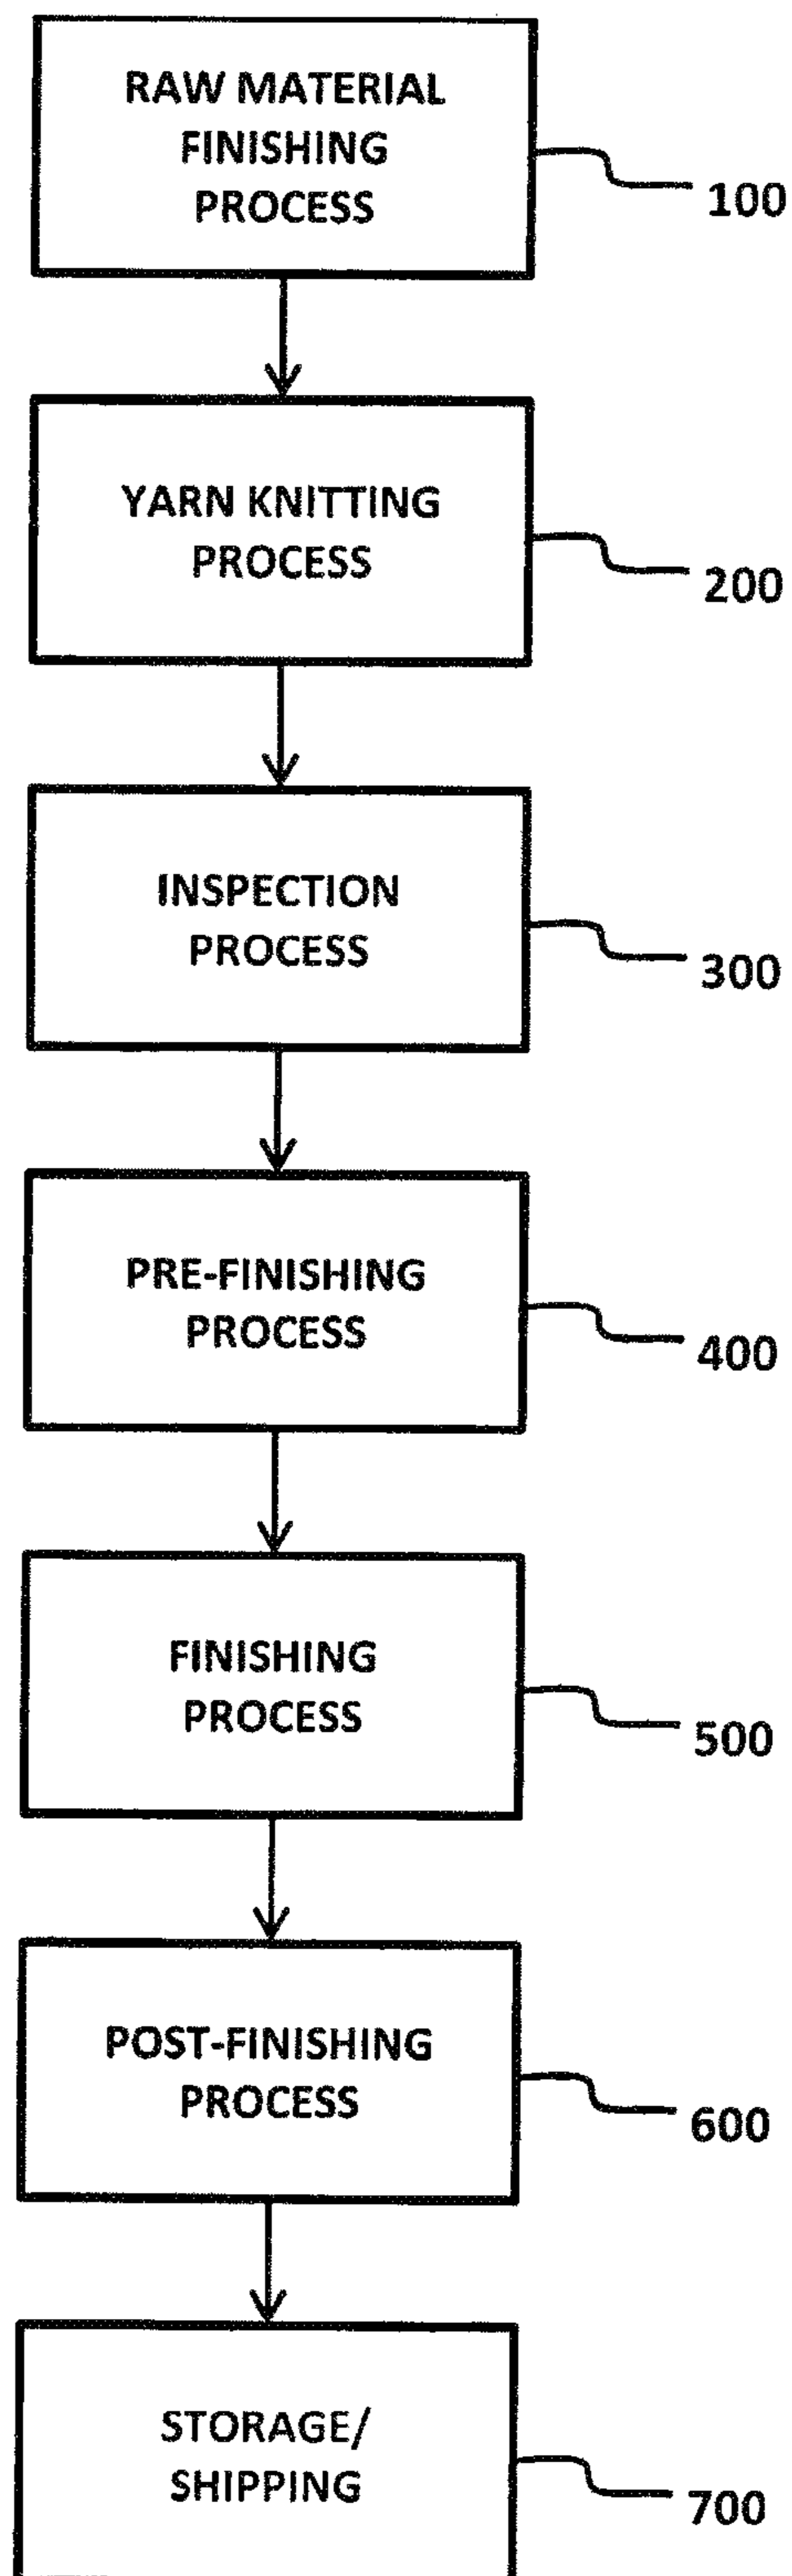 RAW MATERIAL
FINISHING
PROCESS
100
YARN KNITTING
PROCESS
200
INSPECTION
PROCESS
300
PRE-FINISHING
PROCESS
400
FINISHING
PROCESS
500
POST-FINISHING
PROCESS
600
STORAGE/
SHIPPING
700